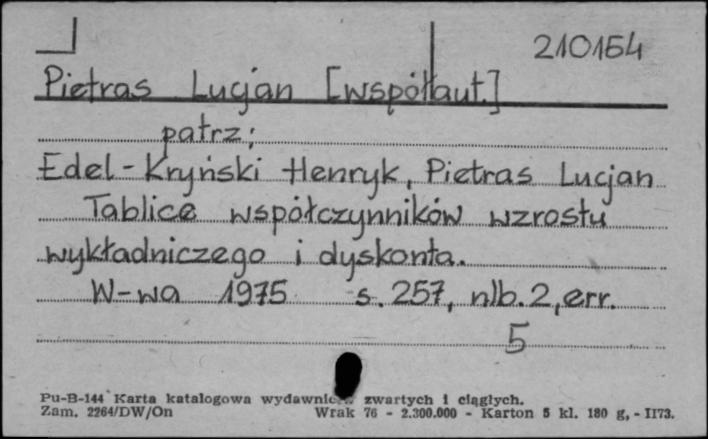 210154
Pietras Lucjan [współaut.]
patrz:
Edel-Kryński Henryk, Pietras Lucjan
Tablice współczynników wzrostu
wykładniczego i dyskonta.
W-wa 1975 s. 257, nlb. 2, err.
5
Pu-B-144 Karta katalogowa zwartych i ciągłych.
Zam. 2264/DW/On Wrak 76 - 2.300.000 - Karton 5 kl. 180 g, - II73.